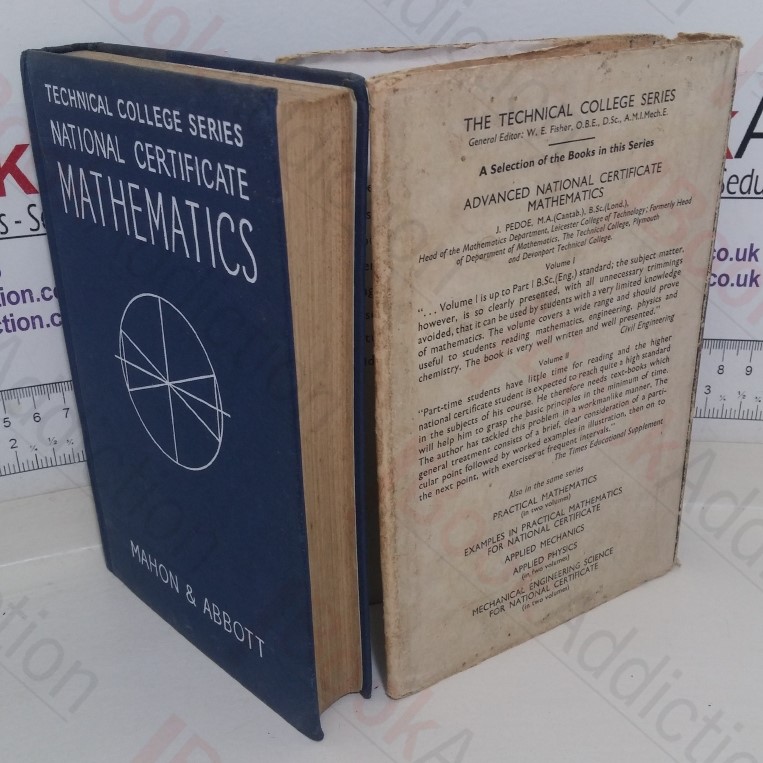 TECHNICAL COLLEGE SERIES
NATIONAL CERTIFICATE
MATHEMATICS
MAHON & ABBOTT
THE TECHNICAL COLLEGE SERIES
General Editor: W. E. Fisher, O.B.E., D.Sc., A.M.I.Mech.E.
A Selection of the Books in this Series
ADVANCED NATIONAL CERTIFICATE
MATHEMATICS
J. PEDOE, M.A.(Cantab.), B.Sc.(Lond.),
Head of the Mathematics Department, Leicester College of Technology; Formerly Head
of Department of Mathematics, The Technical College, Plymouth
and Devonport Technical College.
Volume I
". . . Volume I is up to Part I B.Sc.(Eng.) standard; the subject matter,
however, is so clearly presented, with all unnecessary trimmings
avoided, that it can be used by students with a very limited knowledge
of mathematics. The volume covers a wide range and should prove
useful to students reading mathematics, engineering, physics and
chemistry. The book is very well written and well presented."
Civil Engineering
Volume II
"Part-time students have little time for reading and the higher
national certificate student is expected to reach quite a high standard
in the subjects of his course. He therefore needs text-books which
will help him to grasp the basic principles in the minimum of time.
The author has tackled this problem in a workmanlike manner. The
general treatment consists of a brief, clear consideration of a parti-
cular point followed by worked examples in illustration, then on to
the next point, with exercises at frequent intervals."
The Times Educational Supplement
Also in the same series
PRACTICAL MATHEMATICS
(in two volumes)
EXAMPLES IN PRACTICAL MATHEMATICS
FOR NATIONAL CERTIFICATE
APPLIED MECHANICS
APPLIED PHYSICS
(in two volumes)
MECHANICAL ENGINEERING SCIENCE
FOR NATIONAL CERTIFICATE
(in two volumes)